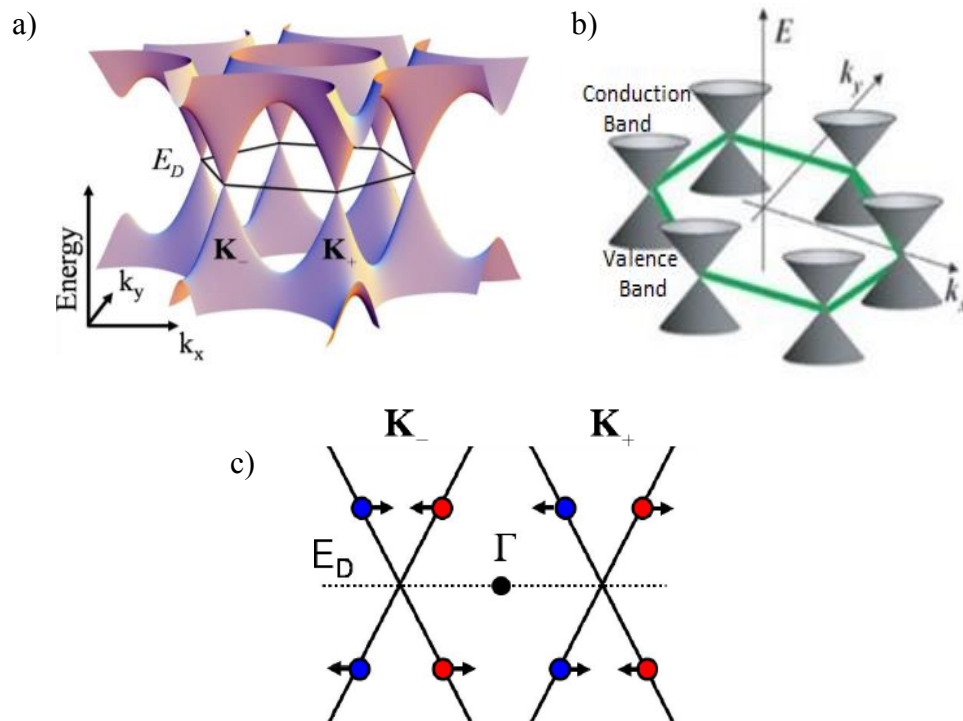 a)
E_D
K_-
K_+
Energy
k_y
k_x
b)
E
k_y
Conduction
Band
Valence
Band
c)
K_-
K_+
E_D
Γ